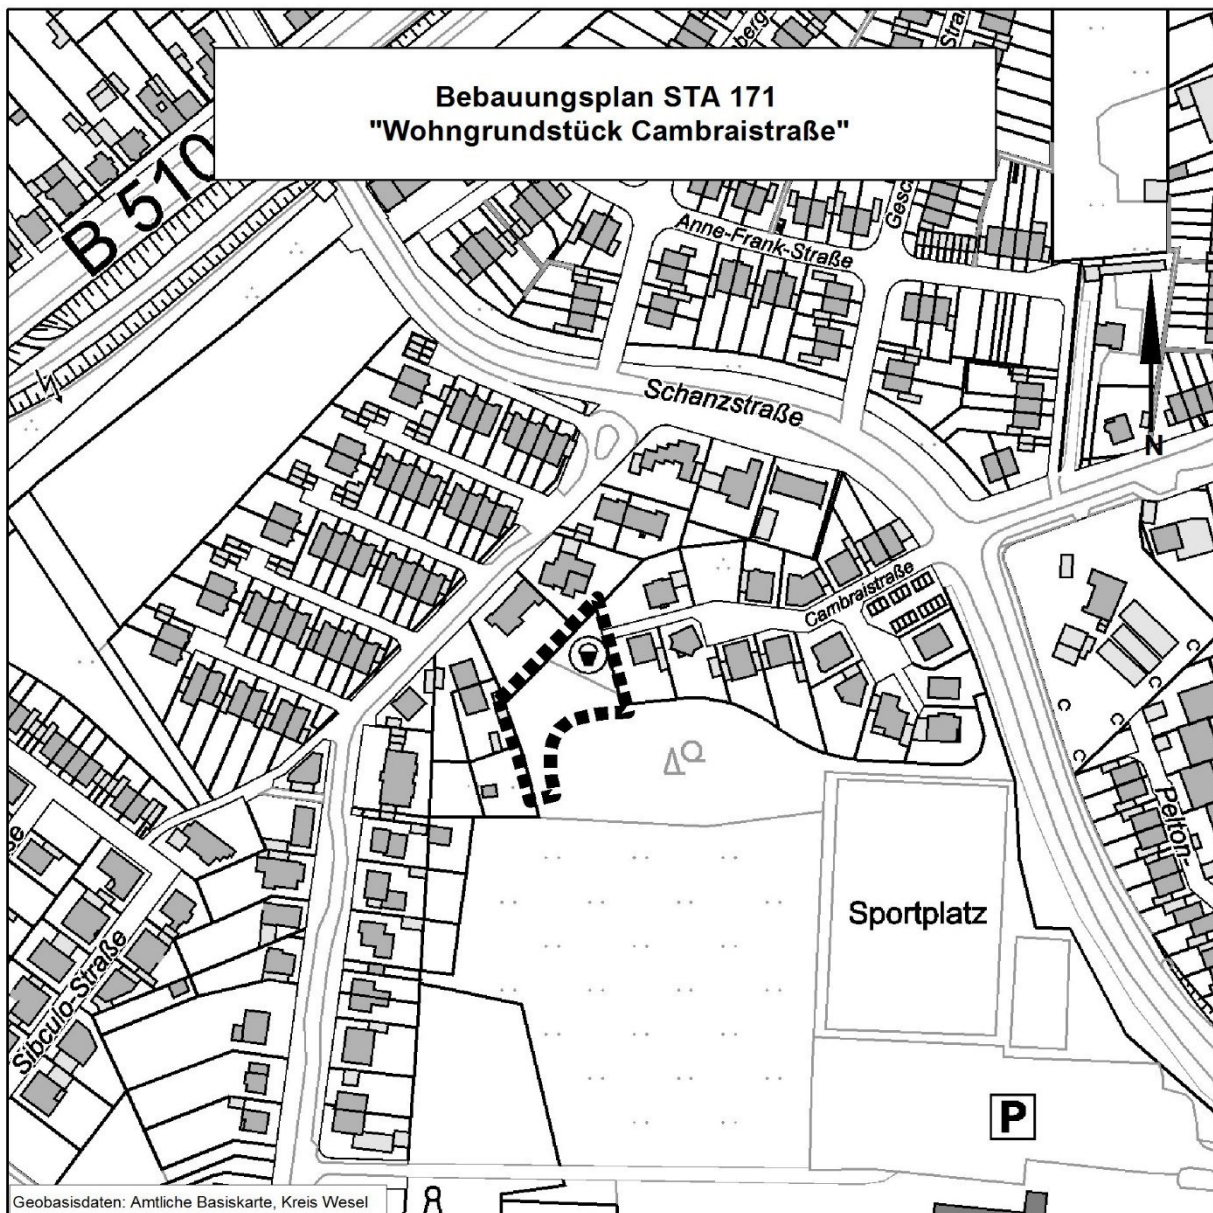 Bebauungsplan STA 171
"Wohngrundstück Cambraistraße"
B 510
Anne-Frank-Straße
Schanzstraße
N
Cambraistraße
Pelton-
Sportplatz
Sibculo-Straße
P
Geobasisdaten: Amtliche Basiskarte, Kreis Wesel